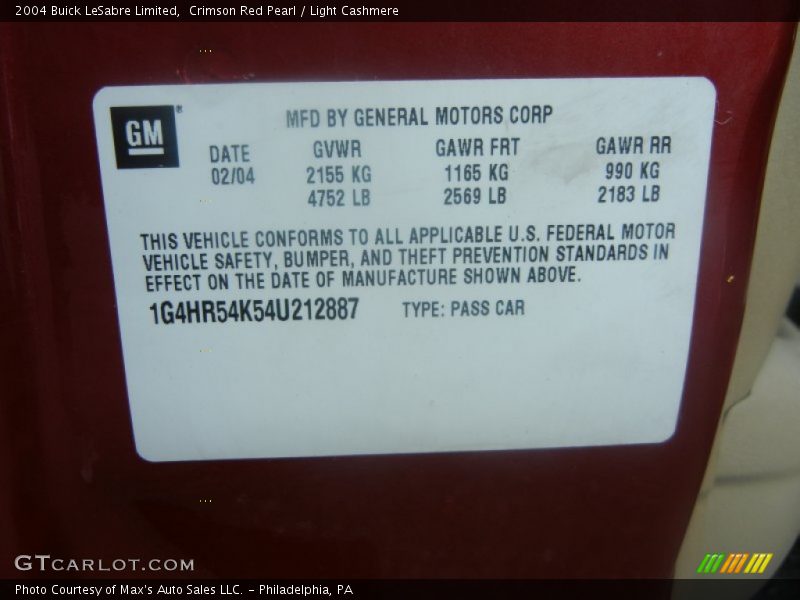 2004 Buick LeSabre Limited,  Crimson Red Pearl / Light Cashmere
GM
MFD BY GENERAL MOTORS CORP
DATE GVWR GAWR FRT GAWR RR
02/04 2155 KG 1165 KG 990 KG
4752 LB 2569 LB 2183 LB
THIS VEHICLE CONFORMS TO ALL APPLICABLE U.S. FEDERAL MOTOR
VEHICLE SAFETY, BUMPER, AND THEFT PREVENTION STANDARDS IN
EFFECT ON THE DATE OF MANUFACTURE SHOWN ABOVE.
1G4HR54K54U212887 TYPE: PASS CAR
GTCARLOT.COM
Photo Courtesy of Max's Auto Sales LLC. - Philadelphia, PA